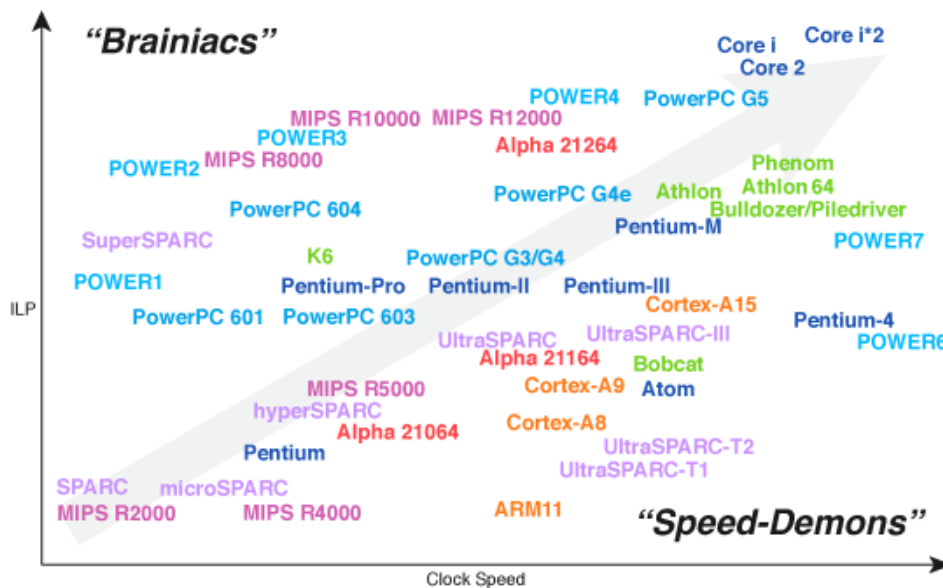 “Brainiacs”
Core i*2
Core i
Core 2
POWER4
PowerPC G5
MIPS R10000
MIPS R12000
POWER3
Alpha 21264
MIPS R8000
POWER2
Phenom
Athlon 64
PowerPC G4e
Athlon
PowerPC 604
Bulldozer/Piledriver
Pentium-M
SuperSPARC
POWER7
K6
PowerPC G3/G4
POWER1
Pentium-Pro
Pentium-II
Pentium-III
ILP
Cortex-A15
PowerPC 601
PowerPC 603
Pentium-4
UltraSPARC
UltraSPARC-III
POWER6
Alpha 21164
Bobcat
MIPS R5000
Cortex-A9
Atom
hyperSPARC
Cortex-A8
Alpha 21064
Pentium
UltraSPARC-T2
UltraSPARC-T1
SPARC
microSPARC
MIPS R2000
MIPS R4000
ARM11
“Speed-Demons”
Clock Speed